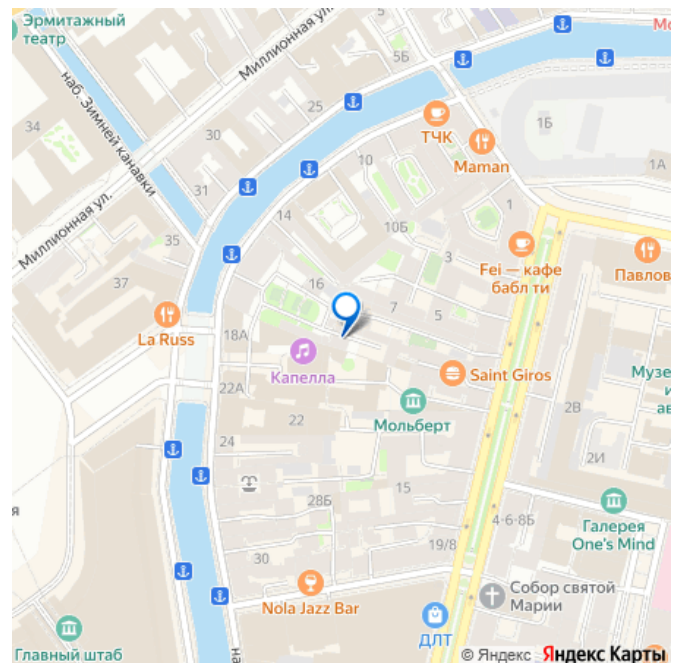 Эрмитажный
театр
Миллионная ул.
5Б
Мо
наб. Зимней канавки
25
34
30
ТЧК
1Б
Maman
10
1А
31
14
10Б
1
Миллионная ул.
35
3
Fei — кафе
бабл ти
Павлов
37
16
7
5
La Russ
18А
Капелла
Saint Giros
Музе
и
ав
22А
22
Мольберт
2В
24
2И
15
я
28Б
4-6-8Б
Галерея
One's Mind
19/8
30
Nola Jazz Bar
Собор святой
Марии
на
ДЛТ
Главный штаб
© Яндекс Яндекс Карты